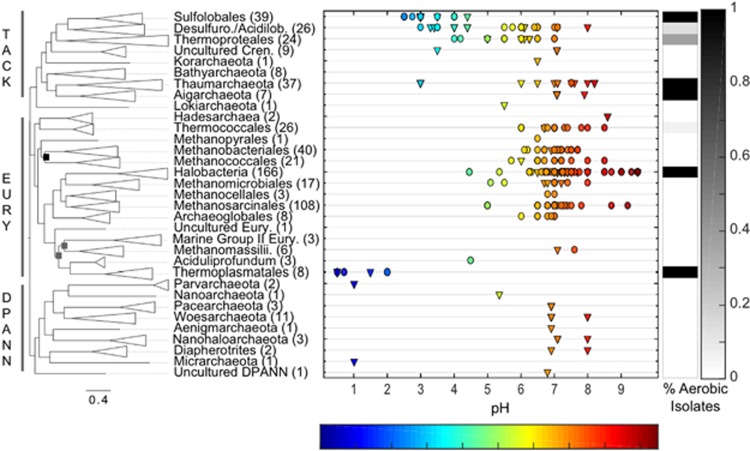 TACK
EURY
DPANN
Sulfolobales (39)
Desulfuro./Acidilob. (26)
Thermoproteales (24)
Uncultured Cren. (9)
Korarchaeota (1)
Bathyarchaeota (8)
Thaumarchaeota (37)
Aigarchaeota (7)
Lokiarchaeota (1)
Hadesarchaea (2)
Thermococcales (26)
Methanopyrales (1)
Methanobacteriales (40)
Methanococcales (21)
Halobacteria (166)
Methanomicrobiales (17)
Methanocellales (3)
Methanosarcinales (108)
Archaeoglobales (8)
Uncultured Eury. (1)
Marine Group II Eury. (3)
Methanomassilii. (6)
Aciduliprofundum (3)
Thermoplasmatales (8)
Parvarchaeota (2)
Nanoarchaeota (1)
Pacearchaeota (3)
Woesarchaeota (11)
Aenigmarchaeota (1)
Nanohaloarchaeota (3)
Diapherotrites (2)
Micrarchaeota (1)
Uncultured DPANN (1)
0.4
1 2 3 4 5 6 7 8 9
pH
% Aerobic
Isolates
1
0.8
0.6
0.4
0.2
0